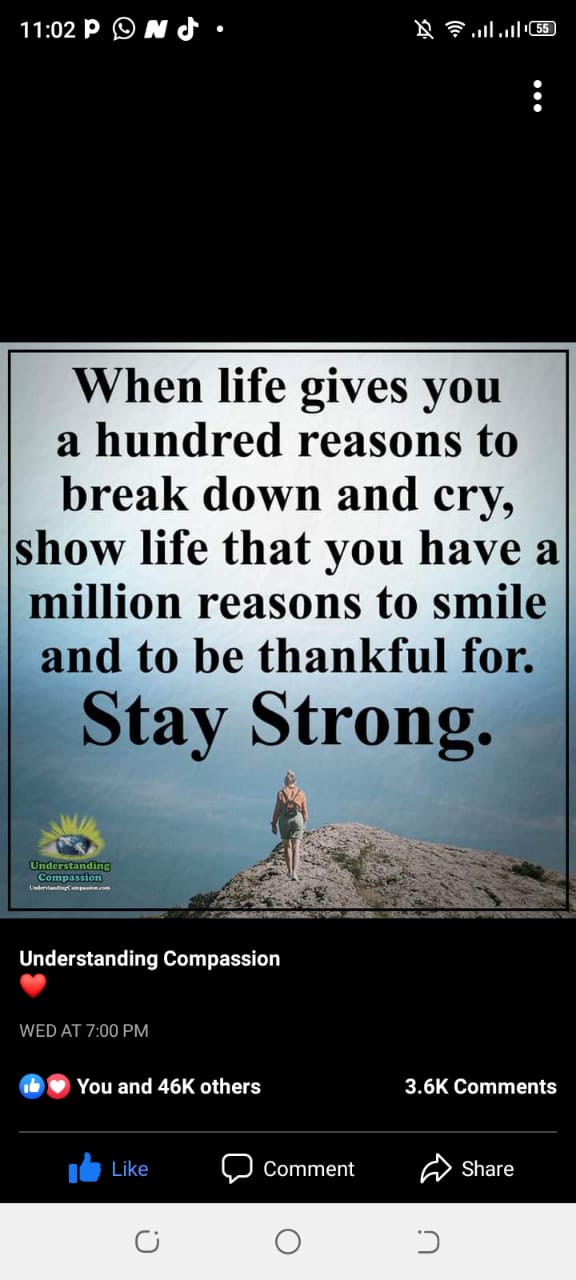 11:02
55
When life gives you
a hundred reasons to
break down and cry,
show life that you have a
million reasons to smile
and to be thankful for.
Stay Strong.
Understanding
Compassion
UnderstandingCompassion.com
Understanding Compassion
WED AT 7:00 PM
You and 46K others
3.6K Comments
Like
Comment
Share